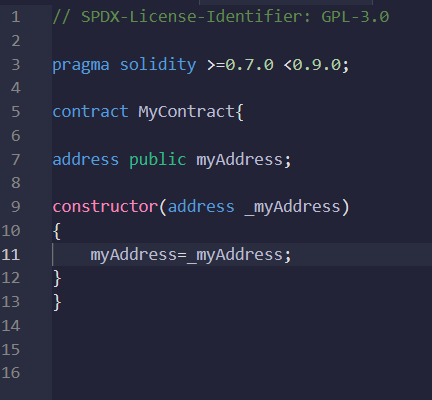 1 // SPDX-License-Identifier: GPL-3.0
2
3 pragma solidity >=0.7.0 <0.9.0;
4
5 contract MyContract{
6
7 address public myAddress;
8
9 constructor(address _myAddress)
10 {
11     myAddress=_myAddress;
12 }
13 }
14
15
16